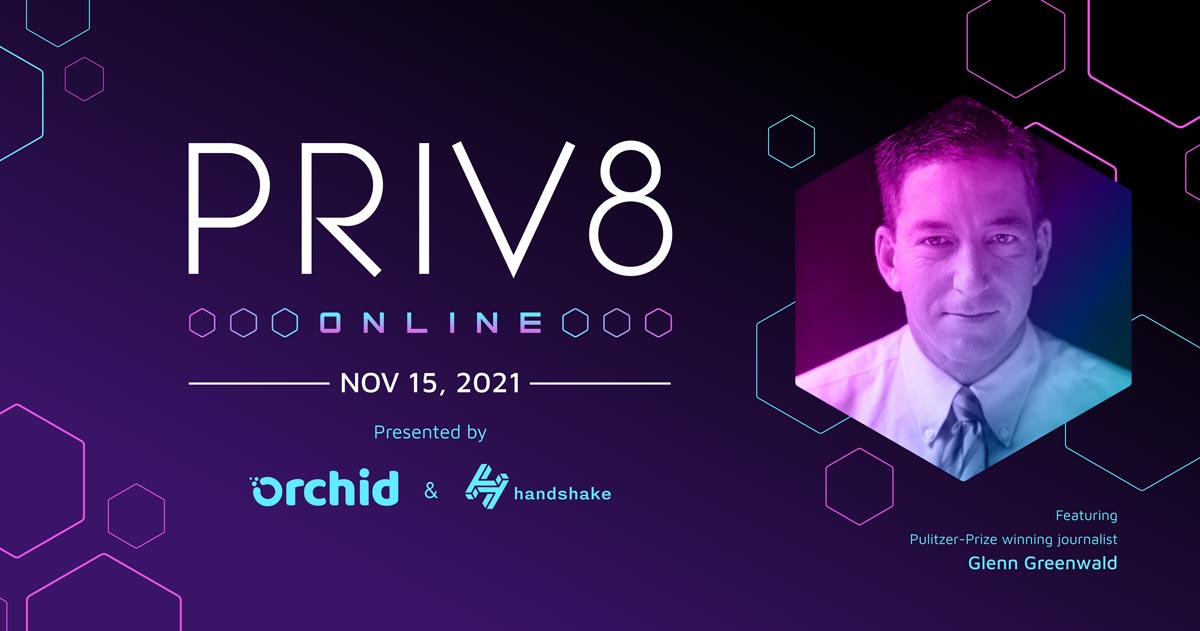 PRIV8
ONLINE
NOV 15, 2021
Presented by
orchid & handshake
Featuring
Pulitzer-Prize winning journalist
Glenn Greenwald